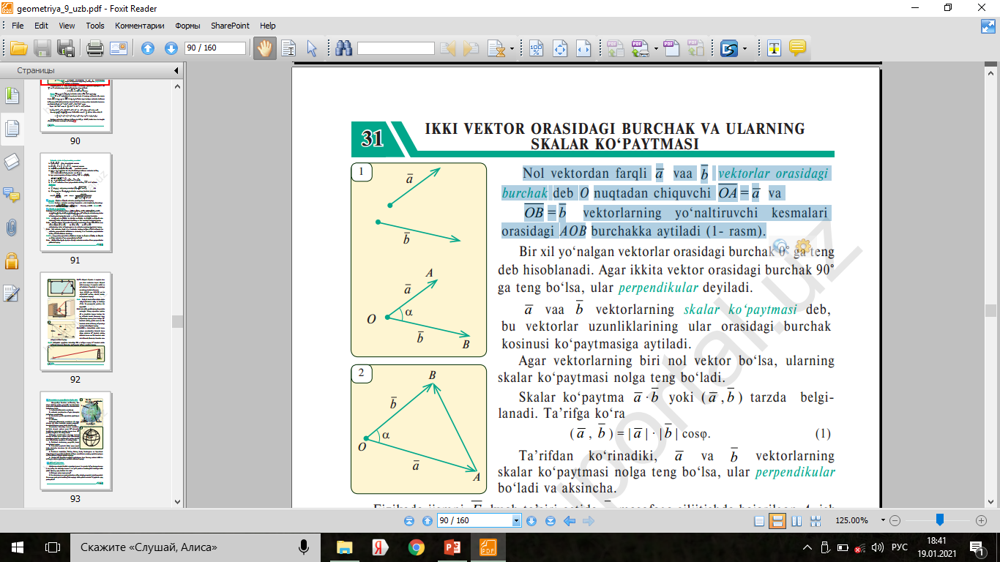 geometriya_9_uzb.pdf - Foxit Reader
File Edit View Tools Комментарии Формы SharePoint Help
90 / 160
Страницы
90
91
92
93
31
IKKI VEKTOR ORASIDAGI BURCHAK VA ULARNING
SKALAR KO‘PAYTMASI
1
a
b
A
a
O
α
b
B
2
B
b
α
O
a
A
Nol vektordan farqli a̅ vaa b̅ vektorlar orasidagi
burchak deb O nuqtadan chiquvchi O̅A̅ = a̅ va
O̅B̅ = b̅ vektorlarning yo‘naltiruvchi kesmalari
orasidagi AOB burchakka aytiladi (1- rasm).
Bir xil yo‘nalgan vektorlar orasidagi burchak 0° ga teng
deb hisoblanadi. Agar ikkita vektor orasidagi burchak 90°
ga teng bo‘lsa, ular perpendikular deyiladi.
a̅ vaa b̅ vektorlarning skalar ko‘paytmasi deb,
bu vektorlar uzunliklarining ular orasidagi burchak
kosinusi ko‘paytmasiga aytiladi.
Agar vektorlarning biri nol vektor bo‘lsa, ularning
skalar ko‘paytmasi nolga teng bo‘ladi.
Skalar ko‘paytma a̅ · b̅ yoki (a̅ , b̅ ) tarzda belgi-
lanadi. Ta’rifga ko‘ra
( a̅ , b̅ ) = | a̅ | · | b̅ | cosφ. (1)
Ta’rifdan ko‘rinadiki, a̅ va b̅ vektorlarning
skalar ko‘paytmasi nolga teng bo‘lsa, ular perpendikular
bo‘ladi va aksincha.
90 / 160
125.00%
Скажите «Слушай, Алиса»
РУС
18:41
19.01.2021
1